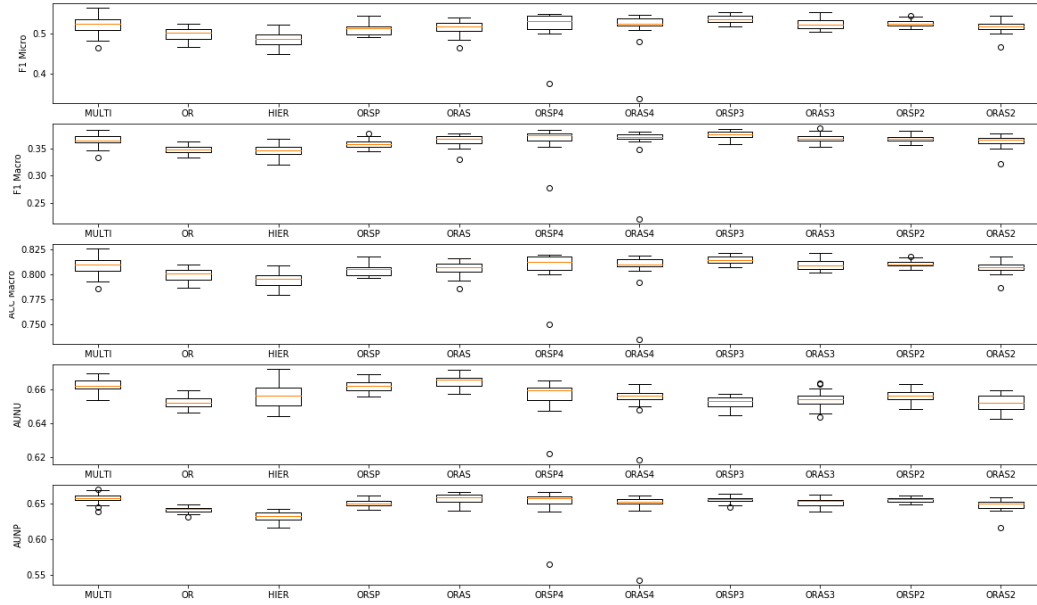 F1 Micro
0.5
0.4
MULTI OR HIER ORSP ORAS ORSP4 ORAS4 ORSP3 ORAS3 ORSP2 ORAS2
F1 Macro
0.35
0.30
0.25
MULTI OR HIER ORSP ORAS ORSP4 ORAS4 ORSP3 ORAS3 ORSP2 ORAS2
ACC Macro
0.825
0.800
0.775
0.750
MULTI OR HIER ORSP ORAS ORSP4 ORAS4 ORSP3 ORAS3 ORSP2 ORAS2
AUNU
0.66
0.64
0.62
MULTI OR HIER ORSP ORAS ORSP4 ORAS4 ORSP3 ORAS3 ORSP2 ORAS2
AUNP
0.65
0.60
0.55
MULTI OR HIER ORSP ORAS ORSP4 ORAS4 ORSP3 ORAS3 ORSP2 ORAS2